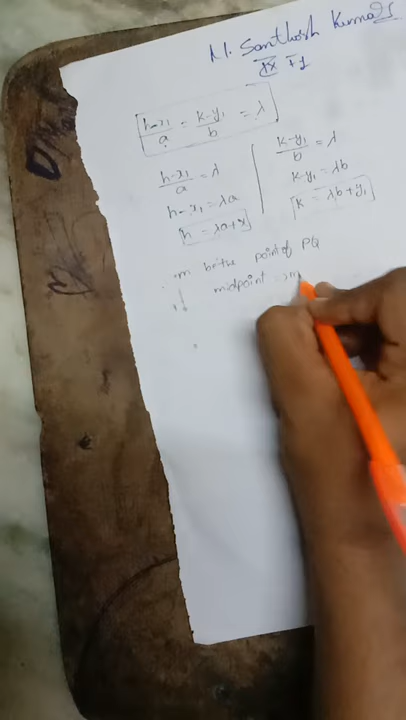 M. Santhosh Kumar
h-x₁/a = k-y₁/b = λ
h-x₁/a = λ
h-x₁ = λa
h = λa+x₁
k-y₁/b = λ
k-y₁ = λb
k = λb+y₁
m be the point of PQ
midpoint =